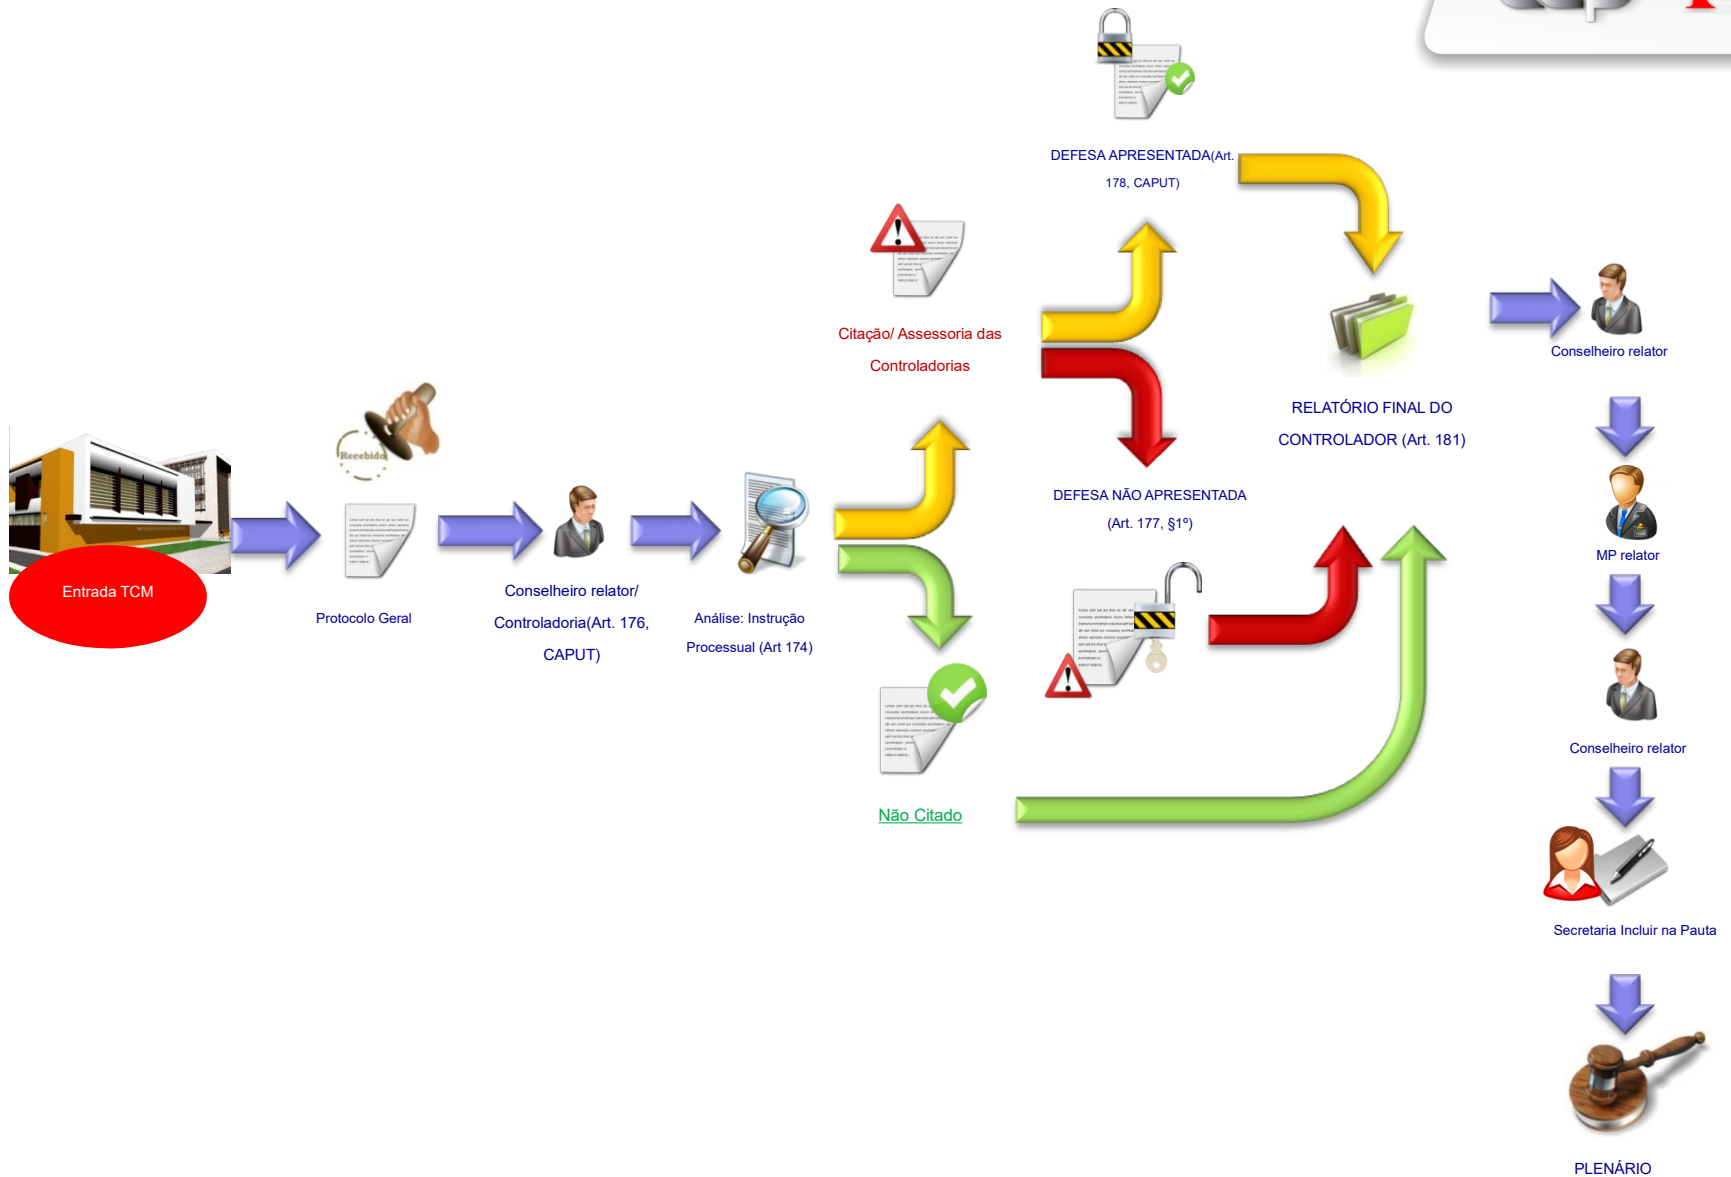 DEFESA APRESENTADA(Art.
178, CAPUT)
Citação/ Assessoria das
Controladorias
Conselheiro relator
RELATÓRIO FINAL DO
CONTROLADOR (Art. 181)
Recebido
DEFESA NÃO APRESENTADA
(Art. 177, §1º)
MP relator
Entrada TCM
Protocolo Geral
Conselheiro relator/
Controladoria(Art. 176,
CAPUT)
Análise: Instrução
Processual (Art 174)
Conselheiro relator
Não Citado
Secretaria Incluir na Pauta
PLENÁRIO